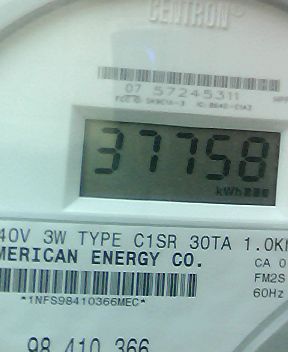 CENTRON
07 57245311
37758
kWh
40V 3W TYPE C1SR 30TA 1.0K
MERICAN ENERGY CO.
CA 0
FM2S
*1NFS98410366MEC*
60Hz
98 410 366